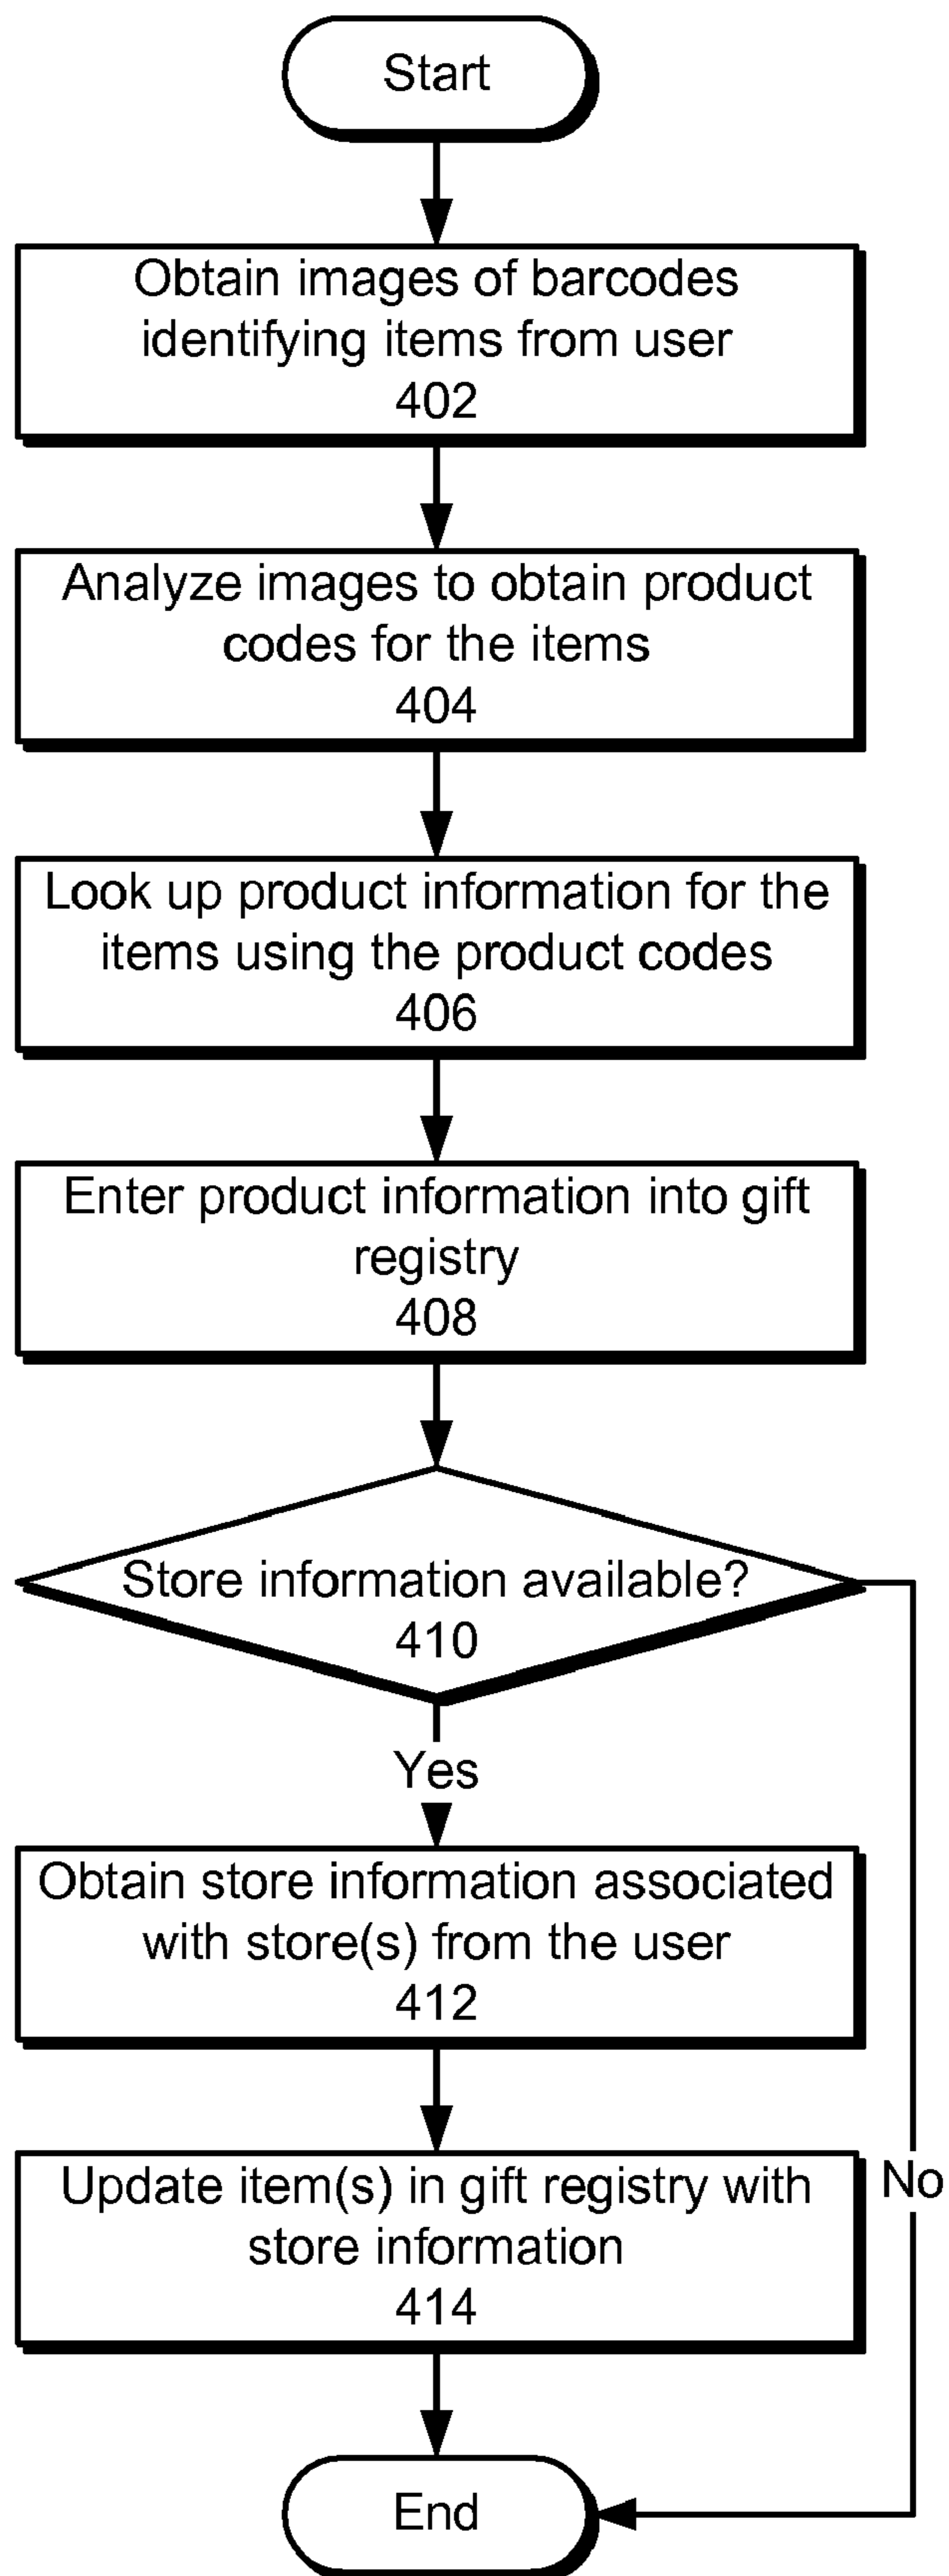 Start
Obtain images of barcodes
identifying items from user
402
Analyze images to obtain product
codes for the items
404
Look up product information for the
items using the product codes
406
Enter product information into gift
registry
408
Store information available?
410
Yes
Obtain store information associated
with store(s) from the user
412
Update item(s) in gift registry with
store information
414
No
End